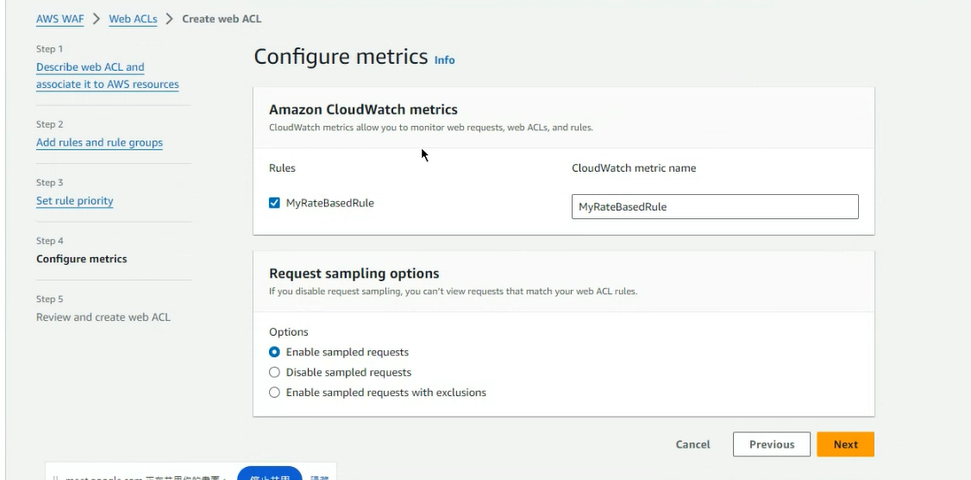 AWS WAF > Web ACLs > Create web ACL
Step 1
Describe web ACL and
associate it to AWS resources
Step 2
Add rules and rule groups
Step 3
Set rule priority
Step 4
Configure metrics
Step 5
Review and create web ACL
Configure metrics Info
Amazon CloudWatch metrics
CloudWatch metrics allow you to monitor web requests, web ACLs, and rules.
Rules
CloudWatch metric name
MyRateBasedRule
MyRateBasedRule
Request sampling options
If you disable request sampling, you can't view requests that match your web ACL rules.
Options
Enable sampled requests
Disable sampled requests
Enable sampled requests with exclusions
Cancel
Previous
Next
meet.google.com